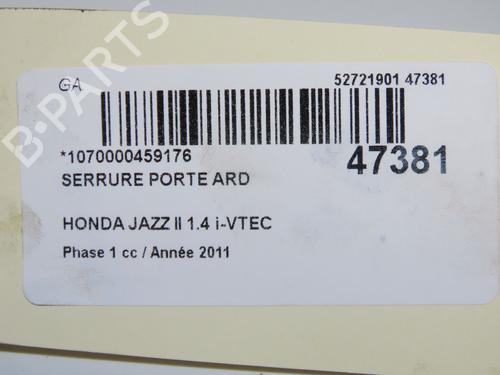 GA 52721901 47381
*1070000459176 47381
SERRURE PORTE ARD
HONDA JAZZ II 1.4 i-VTEC
Phase 1 cc / Année 2011
B-PARTS